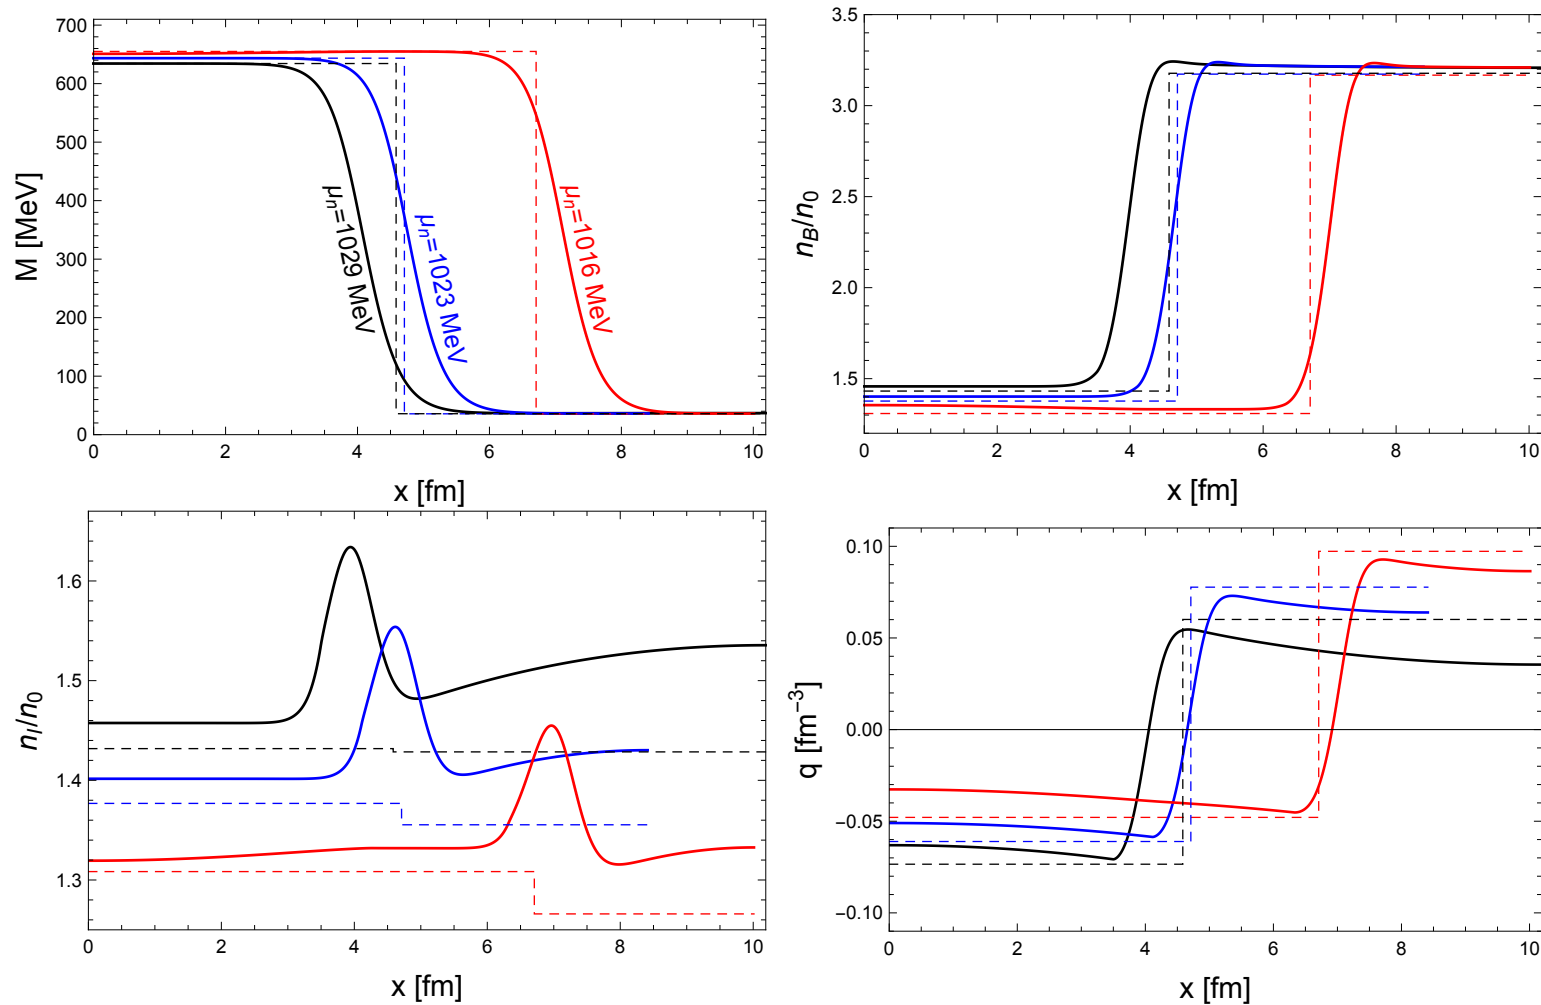 700
600
500
400
300
200
100
0
M [MeV]
μn=1029 MeV
μn=1023 MeV
μn=1016 MeV
0 2 4 6 8 10
x [fm]
3.5
3.0
2.5
2.0
1.5
nB/n0
0 2 4 6 8 10
x [fm]
1.6
1.5
1.4
1.3
nI/n0
0 2 4 6 8 10
x [fm]
0.10
0.05
0.00
−0.05
−0.10
q [fm−3]
0 2 4 6 8 10
x [fm]